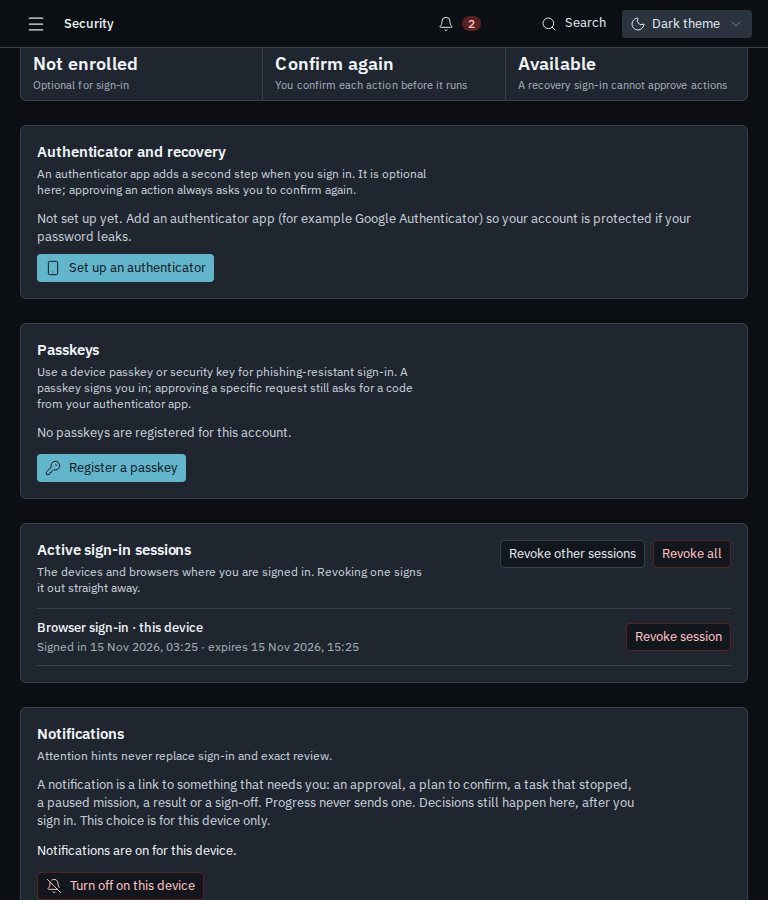 Security
2
Search
Dark theme
Not enrolled
Optional for sign-in
Confirm again
You confirm each action before it runs
Available
A recovery sign-in cannot approve actions
Authenticator and recovery
An authenticator app adds a second step when you sign in. It is optional
here; approving an action always asks you to confirm again.
Not set up yet. Add an authenticator app (for example Google Authenticator) so your account is protected if your
password leaks.
Set up an authenticator
Passkeys
Use a device passkey or security key for phishing-resistant sign-in. A
passkey signs you in; approving a specific request still asks for a code
from your authenticator app.
No passkeys are registered for this account.
Register a passkey
Active sign-in sessions
The devices and browsers where you are signed in. Revoking one signs
it out straight away.
Revoke other sessions
Revoke all
Browser sign-in · this device
Signed in 15 Nov 2026, 03:25 · expires 15 Nov 2026, 15:25
Revoke session
Notifications
Attention hints never replace sign-in and exact review.
A notification is a link to something that needs you: an approval, a plan to confirm, a task that stopped,
a paused mission, a result or a sign-off. Progress never sends one. Decisions still happen here, after you
sign in. This choice is for this device only.
Notifications are on for this device.
Turn off on this device